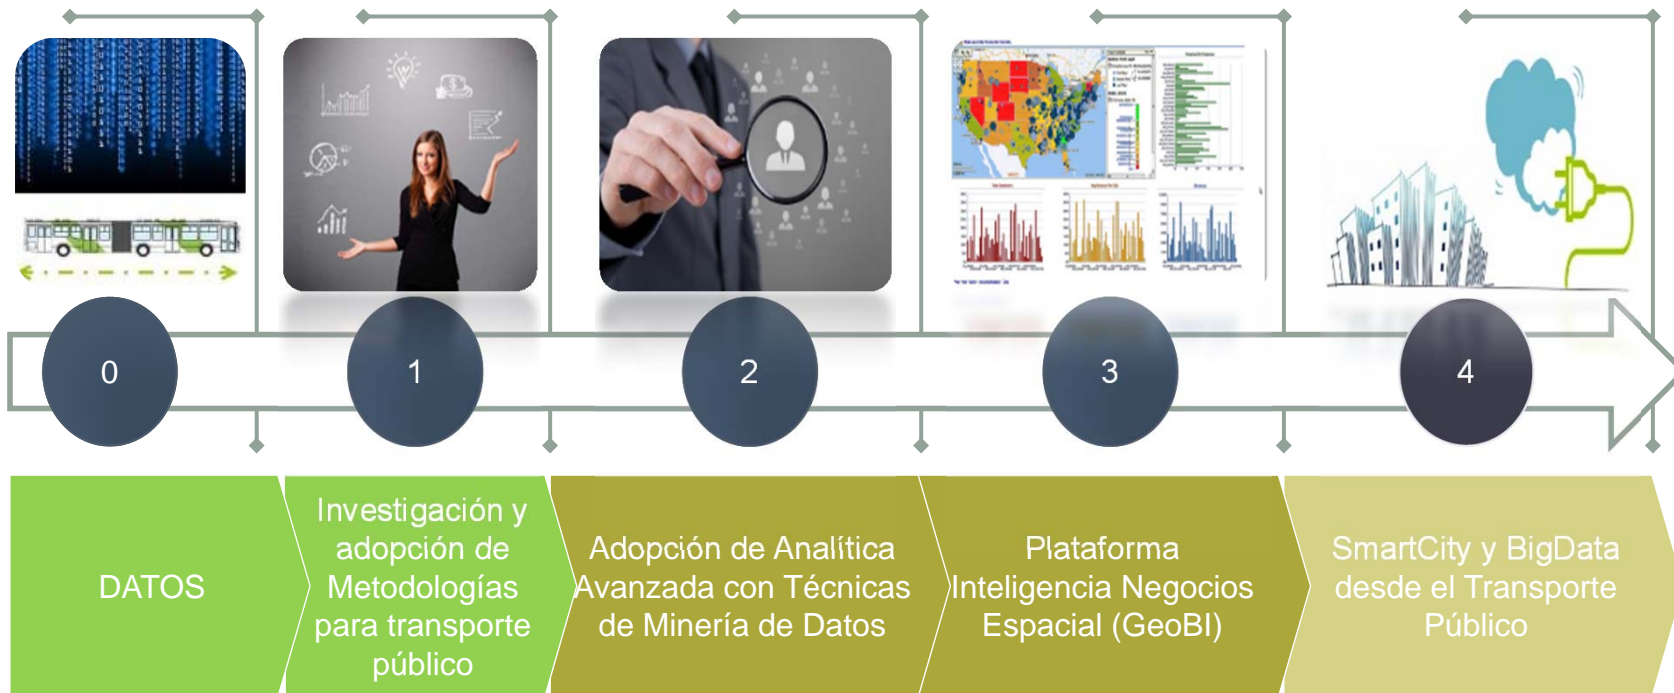 0
1
2
3
4
DATOS
Investigación y
adopción de
Metodologías
para transporte
público
Adopción de Analítica
Avanzada con Técnicas
de Minería de Datos
Plataforma
Inteligencia Negocios
Espacial (GeoBI)
SmartCity y BigData
desde el Transporte
Público